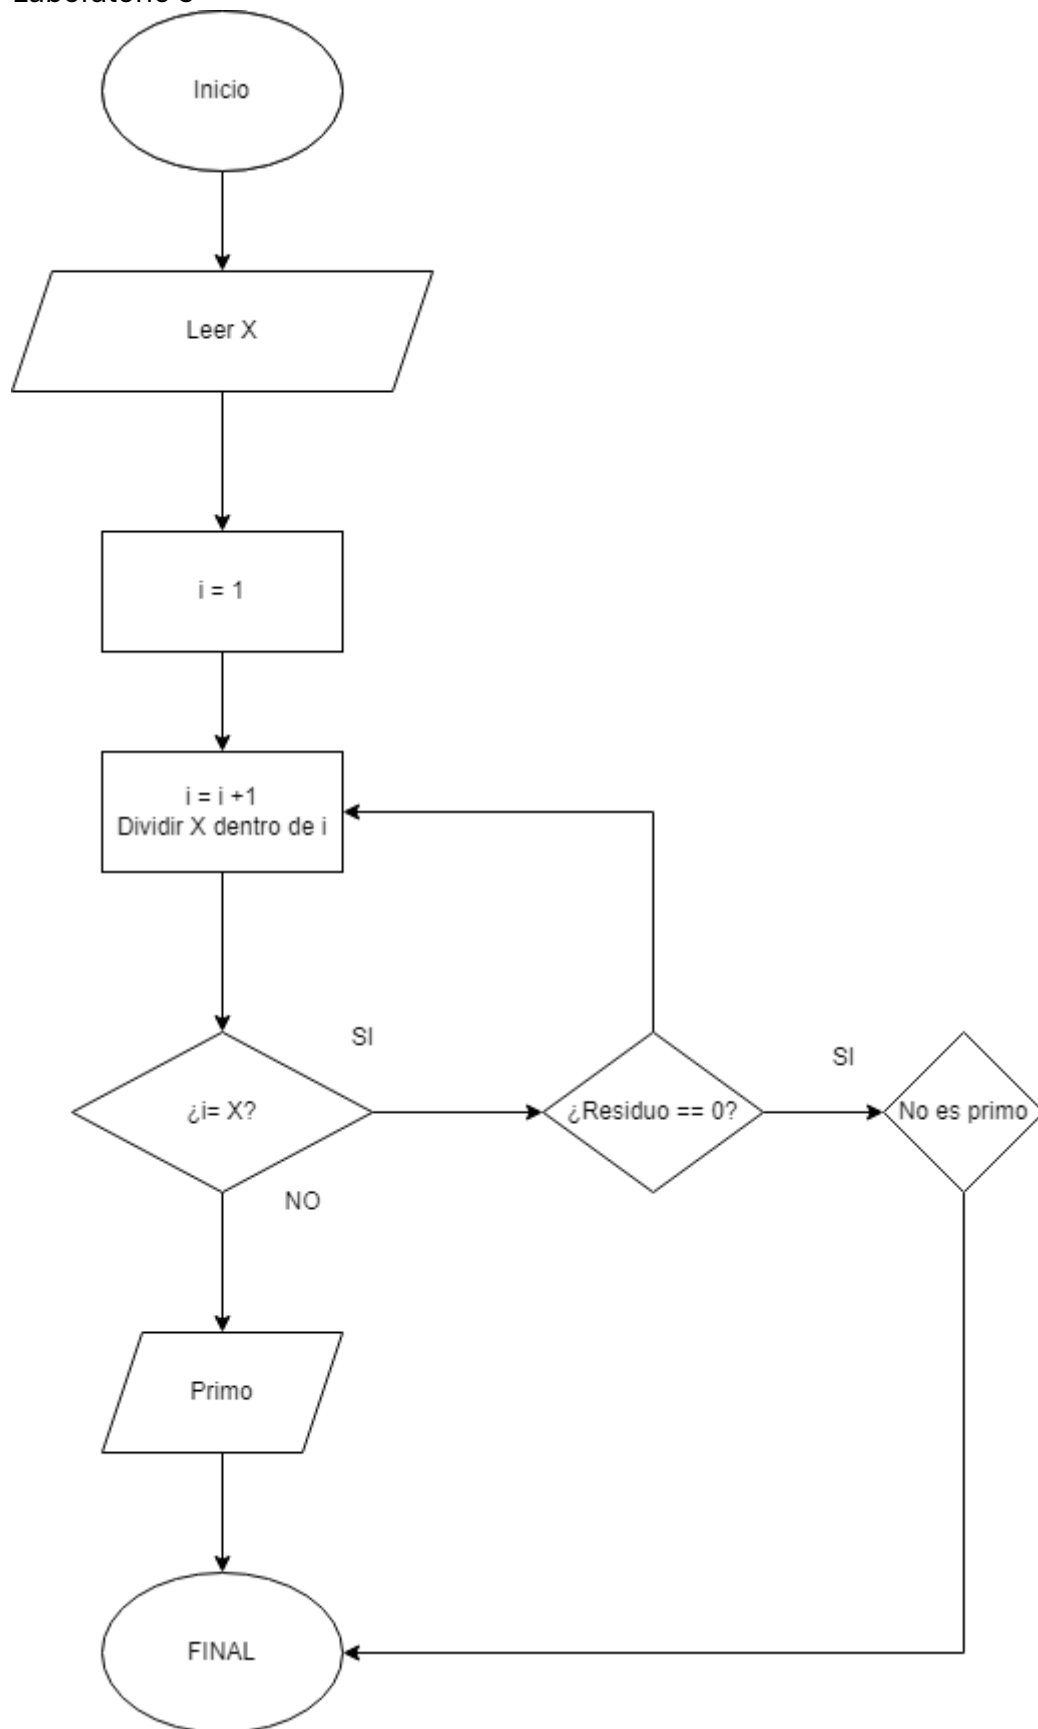 Inicio
Leer X
i = 1
i = i +1
Dividir X dentro de i
SI
SI
¿i= X?
¿Residuo == 0?
No es primo
NO
Primo
FINAL